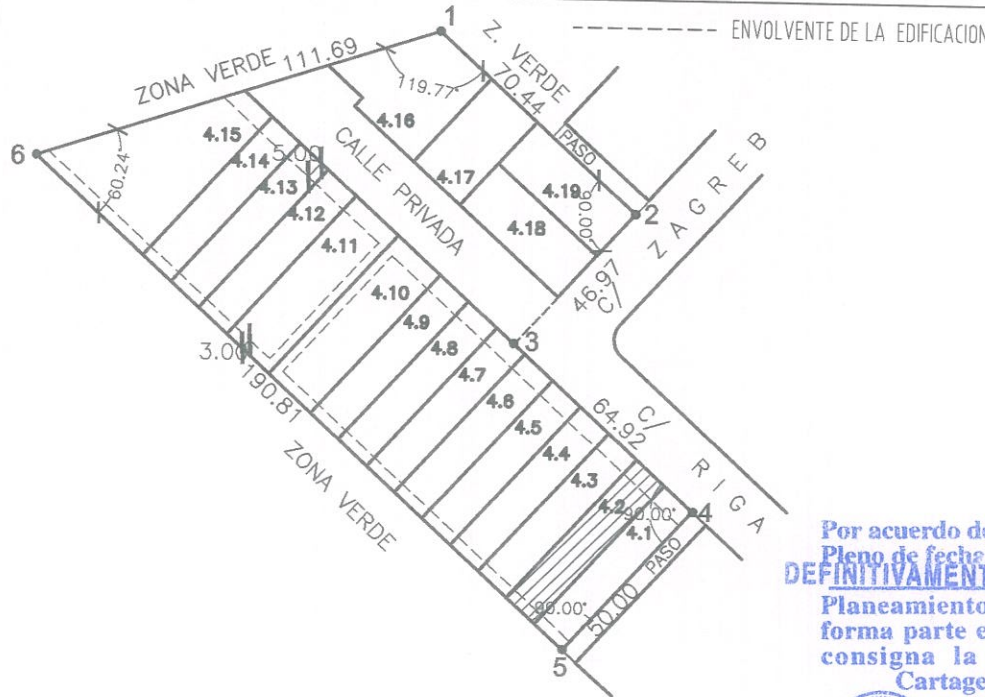 1
ENVOLVENTE DE LA EDIFICACION
Z. VERDE
70.44
ZONA VERDE 111.69
119.77°
6
60.24°
4.15
4.14
4.13
4.12
4.11
5.00
4.16
4.17
4.18
4.19
CALLE PRIVADA
PASO
90.00°
2
46.97
C/ ZAGREB
3
4.10
4.9
4.8
4.7
4.6
4.5
4.4
4.3
4.2
4.1
3.00
190.81
ZONA VERDE
64.92
C/ RIGA
90.00°
4
PASO
50.00
90.00°
5
Por acuerdo de
Pleno de fecha
DEFINITIVAMENT
Planeamiento
forma parte e
consigna la
Cartage